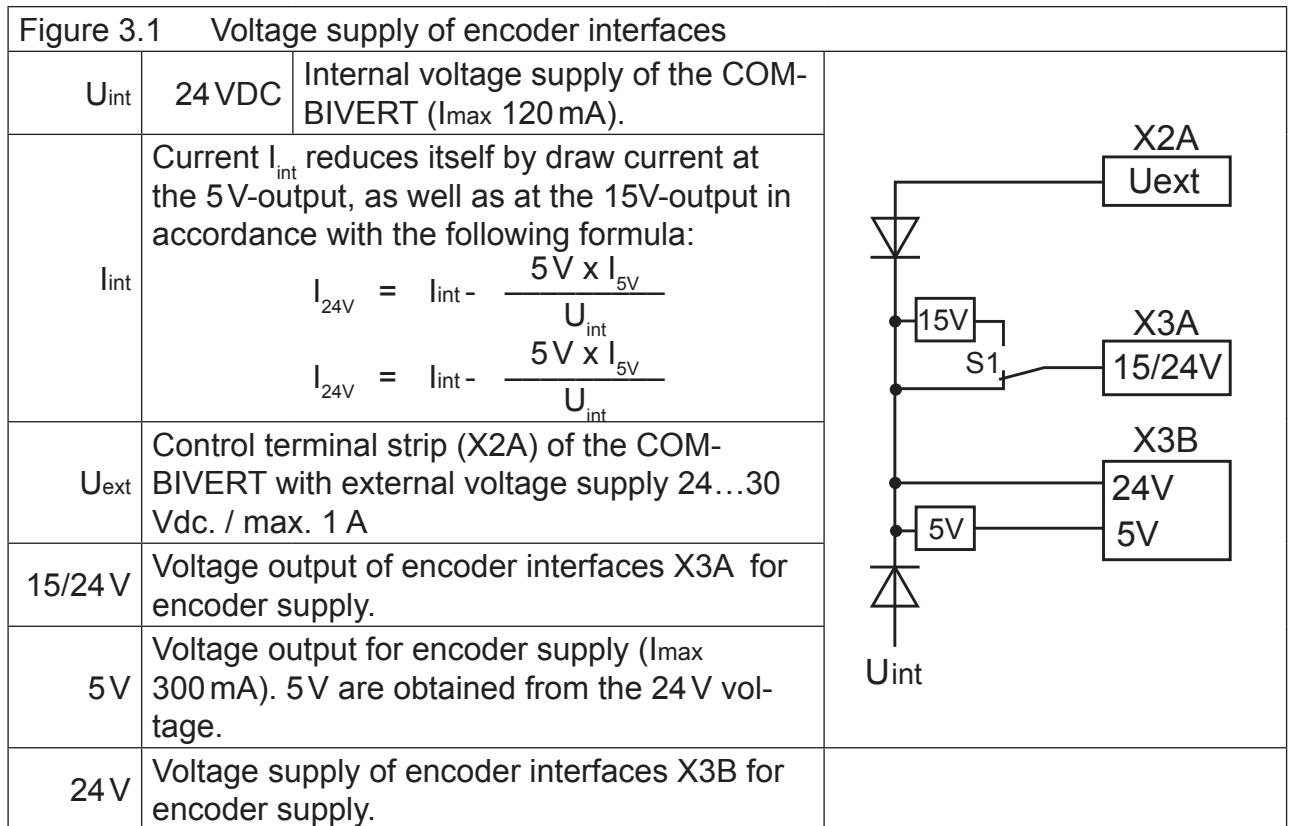 Figure 3.1 Voltage supply of encoder interfaces
Uint 24 VDC Internal voltage supply of the COM-
BIVERT (Imax 120 mA).
Iint
Current Iint reduces itself by draw current at
the 5 V-output, as well as at the 15V-output in
accordance with the following formula:
I24V = Iint - 5 V x I5V
Uint
I24V = Iint - 5 V x I5V
Uint
Uext
Control terminal strip (X2A) of the COM-
BIVERT with external voltage supply 24…30
Vdc. / max. 1 A
15/24 V
Voltage output of encoder interfaces X3A for
encoder supply.
5 V
Voltage output for encoder supply (Imax
300 mA). 5 V are obtained from the 24 V vol-
tage.
24 V
Voltage supply of encoder interfaces X3B for
encoder supply.
X2A
Uext
15V
S1
X3A
15/24V
X3B
24V
5V
5V
Uint